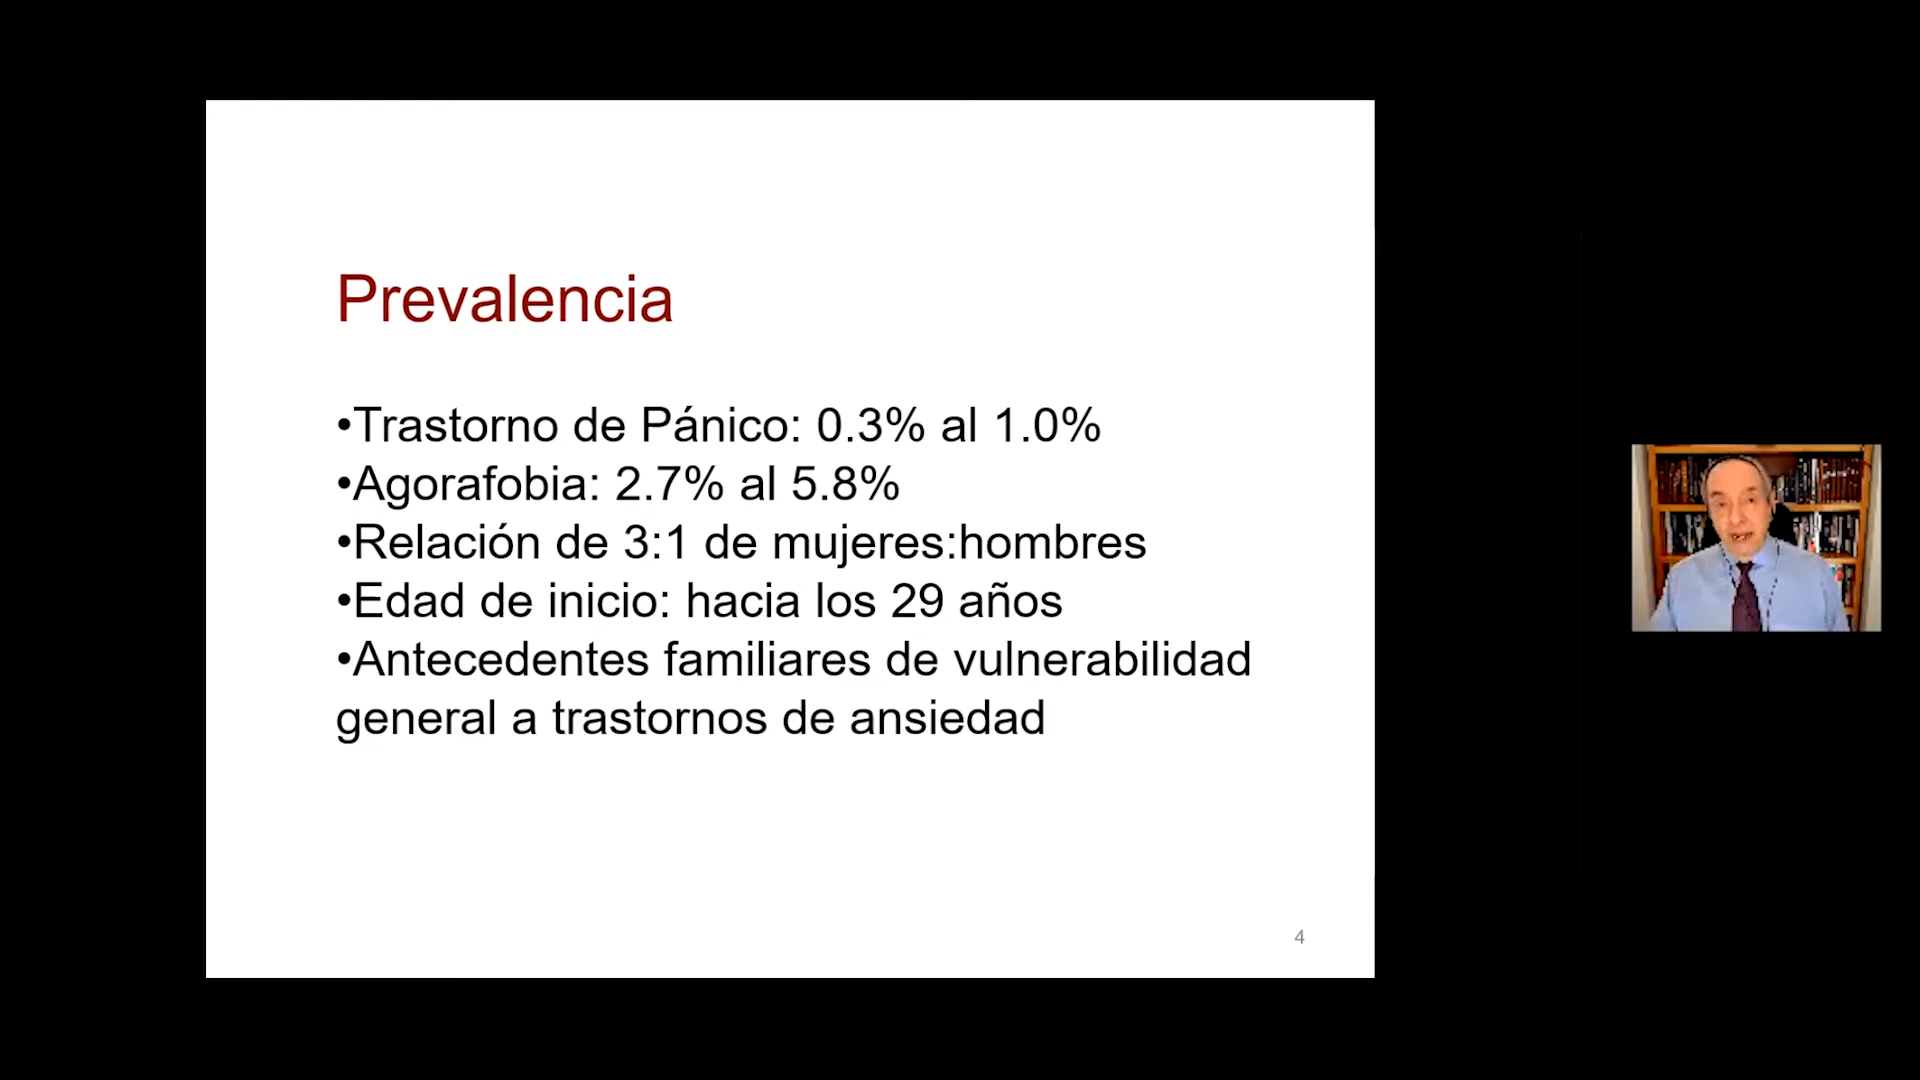 Prevalencia
•Trastorno de Pánico: 0.3% al 1.0%
•Agorafobia: 2.7% al 5.8%
•Relación de 3:1 de mujeres:hombres
•Edad de inicio: hacia los 29 años
•Antecedentes familiares de vulnerabilidad
general a trastornos de ansiedad
4